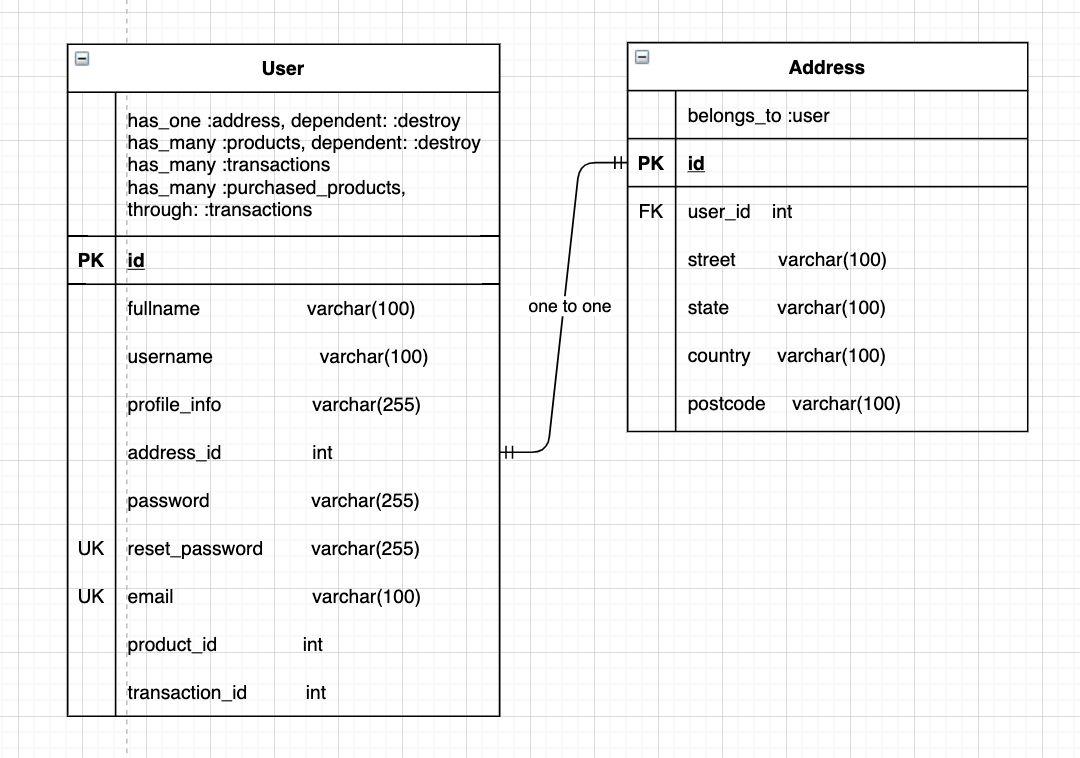 User
has_one :address, dependent: :destroy
has_many :products, dependent: :destroy
has_many :transactions
has_many :purchased_products,
through: :transactions
PK id
fullname varchar(100)
username varchar(100)
profile_info varchar(255)
address_id int
password varchar(255)
UK reset_password varchar(255)
UK email varchar(100)
product_id int
transaction_id int
one to one
Address
belongs_to :user
PK id
FK user_id int
street varchar(100)
state varchar(100)
country varchar(100)
postcode varchar(100)